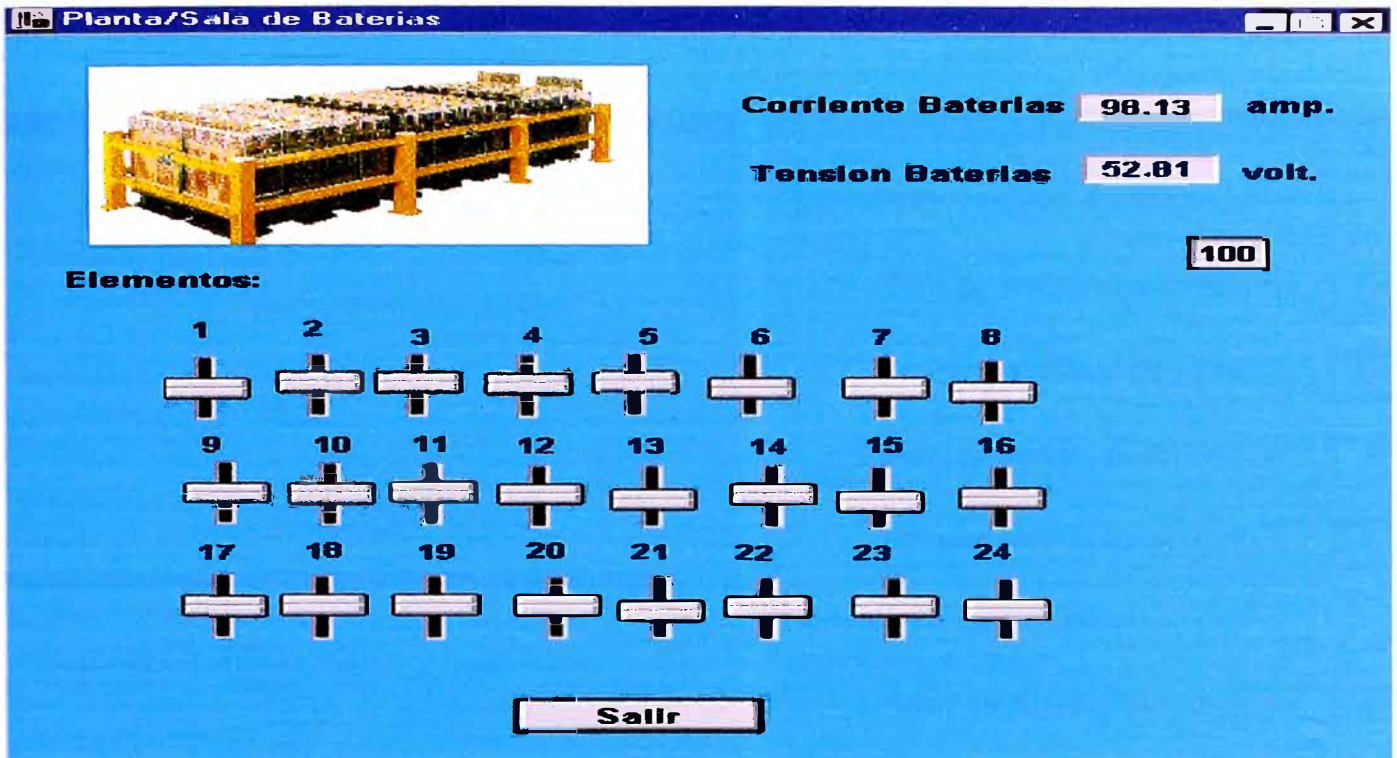 Planta/Sala de Baterias
Corriente Baterias 98.13 amp.
Tension Baterias 52.81 volt.
100
Elementos:
1 2 3 4 5 6 7 8
9 10 11 12 13 14 15 16
17 18 19 20 21 22 23 24
Salir